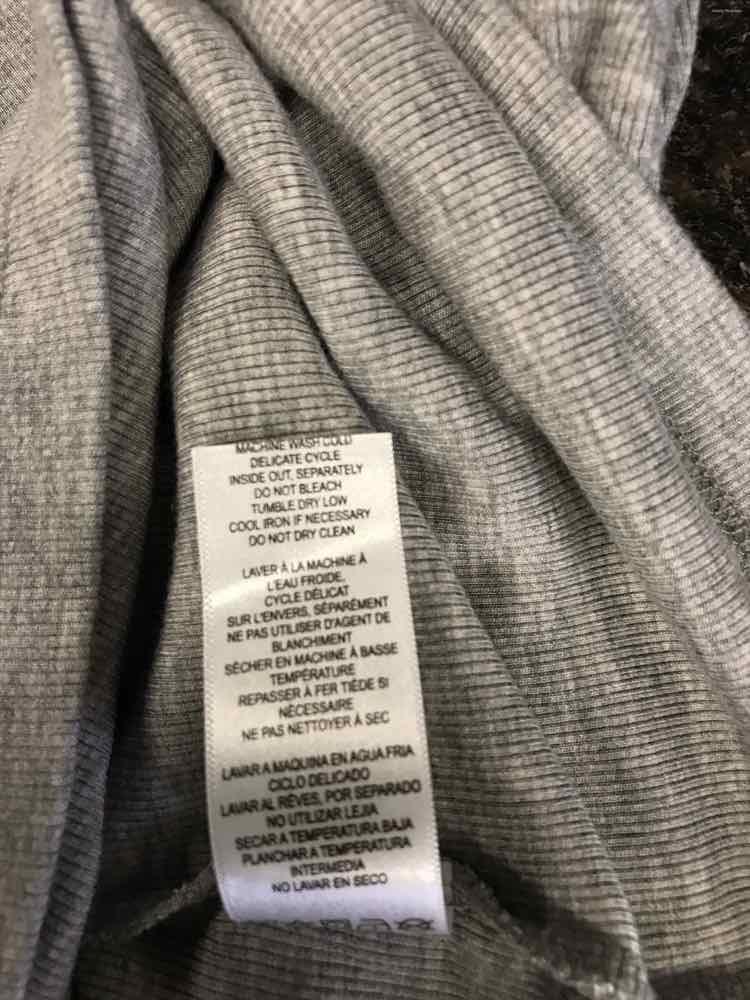 MACHINE WASH COLD
DELICATE CYCLE
INSIDE OUT, SEPARATELY
DO NOT BLEACH
TUMBLE DRY LOW
COOL IRON IF NECESSARY
DO NOT DRY CLEAN
LAVER À LA MACHINE À
L'EAU FROIDE,
CYCLE DÉLICAT
SUR L'ENVERS, SÉPARÉMENT
NE PAS UTILISER D'AGENT DE
BLANCHIMENT
SÉCHER EN MACHINE À BASSE
TEMPÉRATURE
REPASSER À FER TIÉDE SI
NÉCESSAIRE
NE PAS NETTOYER À SEC
LAVAR A MAQUINA EN AGUA FRIA
CICLO DELICADO
LAVAR AL RÉVES, POR SEPARADO
NO UTILIZAR LEJIA
SECAR A TEMPERATURA BAJA
PLANCHAR A TEMPERATURA
INTERMEDIA
NO LAVAR EN SECO